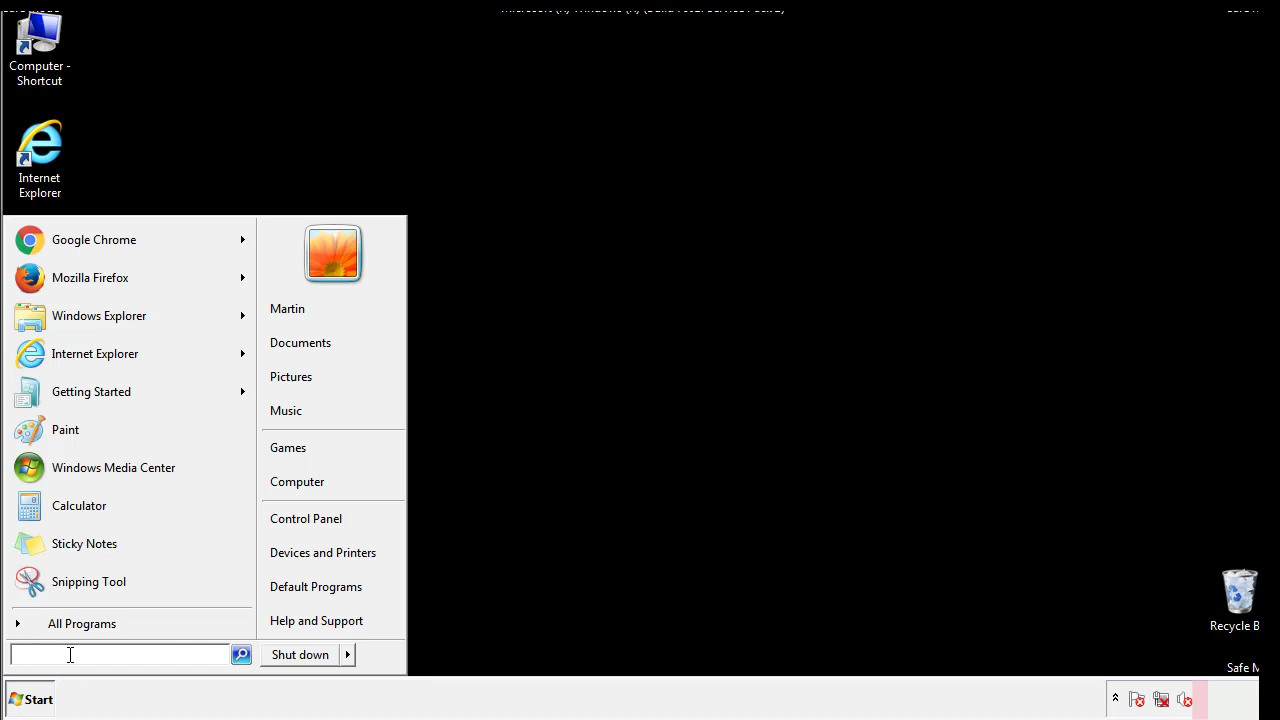 Computer -
Shortcut
Internet
Explorer
Google Chrome
Mozilla Firefox
Windows Explorer
Internet Explorer
Getting Started
Paint
Windows Media Center
Calculator
Sticky Notes
Snipping Tool
All Programs
Martin
Documents
Pictures
Music
Games
Computer
Control Panel
Devices and Printers
Default Programs
Help and Support
Shut down
Recycle B
Safe M
Start